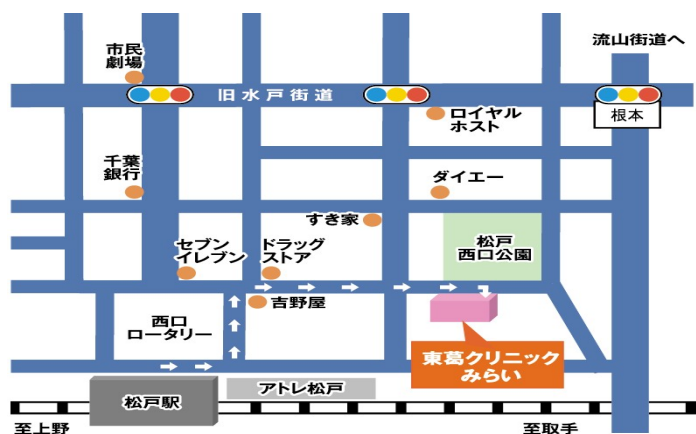 流山街道へ
市民
劇場
旧水戸街道
ロイヤル
ホスト
根本
千葉
銀行
ダイエー
すき家
セブン
イレブン
ドラッグ
ストア
松戸
西口公園
吉野屋
西口
ロータリー
東葛クリニック
みらい
アトレ松戸
松戸駅
至上野
至取手